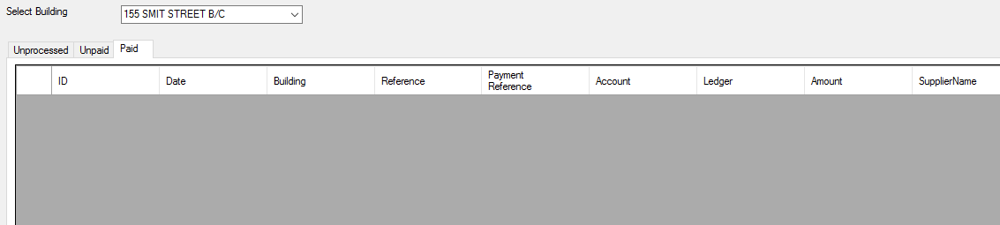 Select Building
155 SMIT STREET B/C
Unprocessed Unpaid Paid
ID Date Building Reference Payment Reference Account Ledger Amount SupplierName